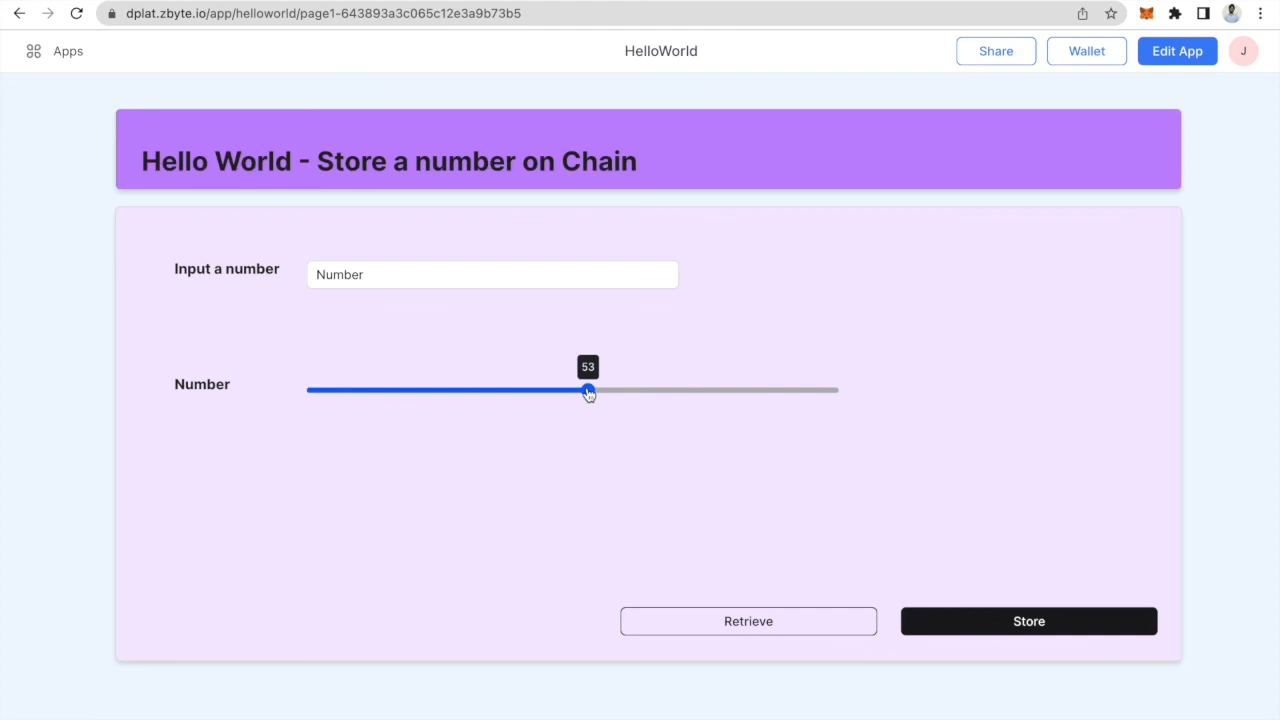 dplat.zbyte.io/app/helloworld/page1-643893a3c065c12e3a9b73b5
Apps
HelloWorld
Share
Wallet
Edit App
J
Hello World - Store a number on Chain
Input a number
Number
53
Number
Retrieve
Store